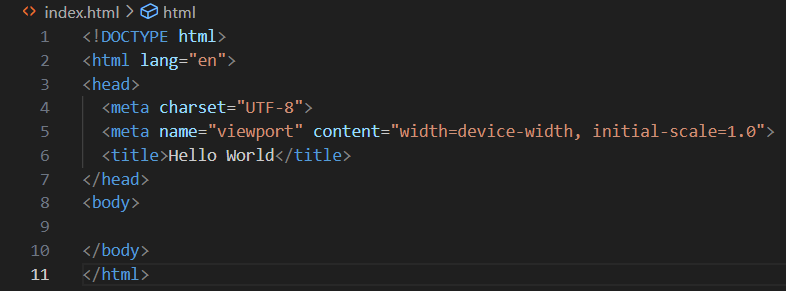 index.html > html
1 <!DOCTYPE html>
2 <html lang="en">
3 <head>
4   <meta charset="UTF-8">
5   <meta name="viewport" content="width=device-width, initial-scale=1.0">
6   <title>Hello World</title>
7 </head>
8 <body>
9
10 </body>
11 </html>